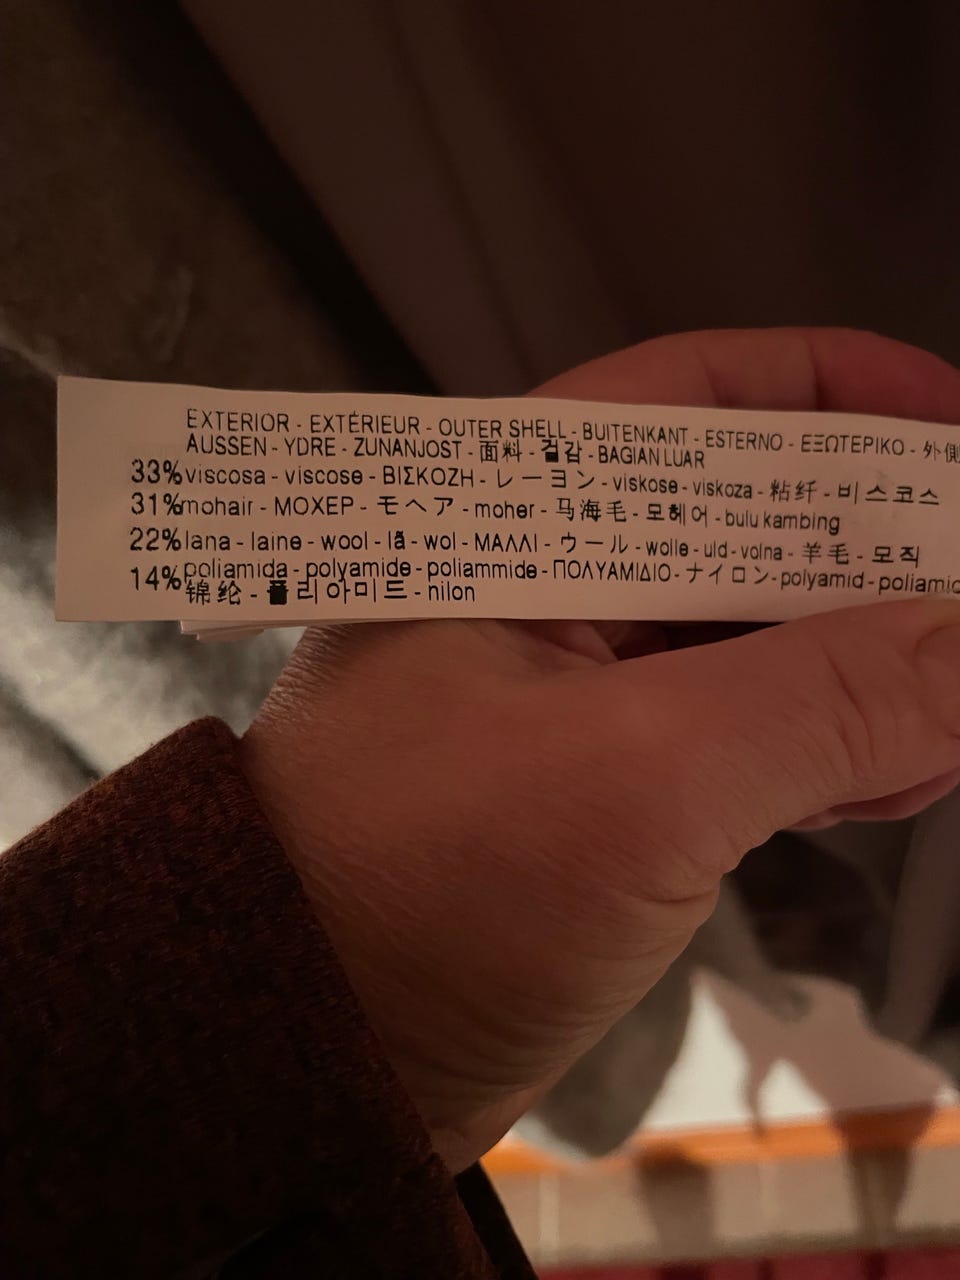 EXTERIOR - EXTÉRIEUR - OUTER SHELL - BUITENKANT - ESTERNO - ΕΞΩΤΕΡΙΚΟ - 外側
AUSSEN - YDRE - ZUNANJOST - 面料 - 겉감 - BAGIAN LUAR
33% viscosa - viscose - ΒΙΣΚΟΖΗ - レーヨン - viskose - viskoza - 粘纤 - 비스코스
31% mohair - ΜΟΧΕΡ - モヘア - moher - 马海毛 - 모헤어 - bulu kambing
22% lana - laine - wool - lã - wol - ΜΑΛΛΙ - ウール - wolle - uld - volna - 羊毛 - 모직
14% poliamida - polyamide - poliammide - ΠΟΛΥΑΜΙΔΙΟ - ナイロン - polyamid - poliamid
锦纶 - 폴리아미드 - nilon